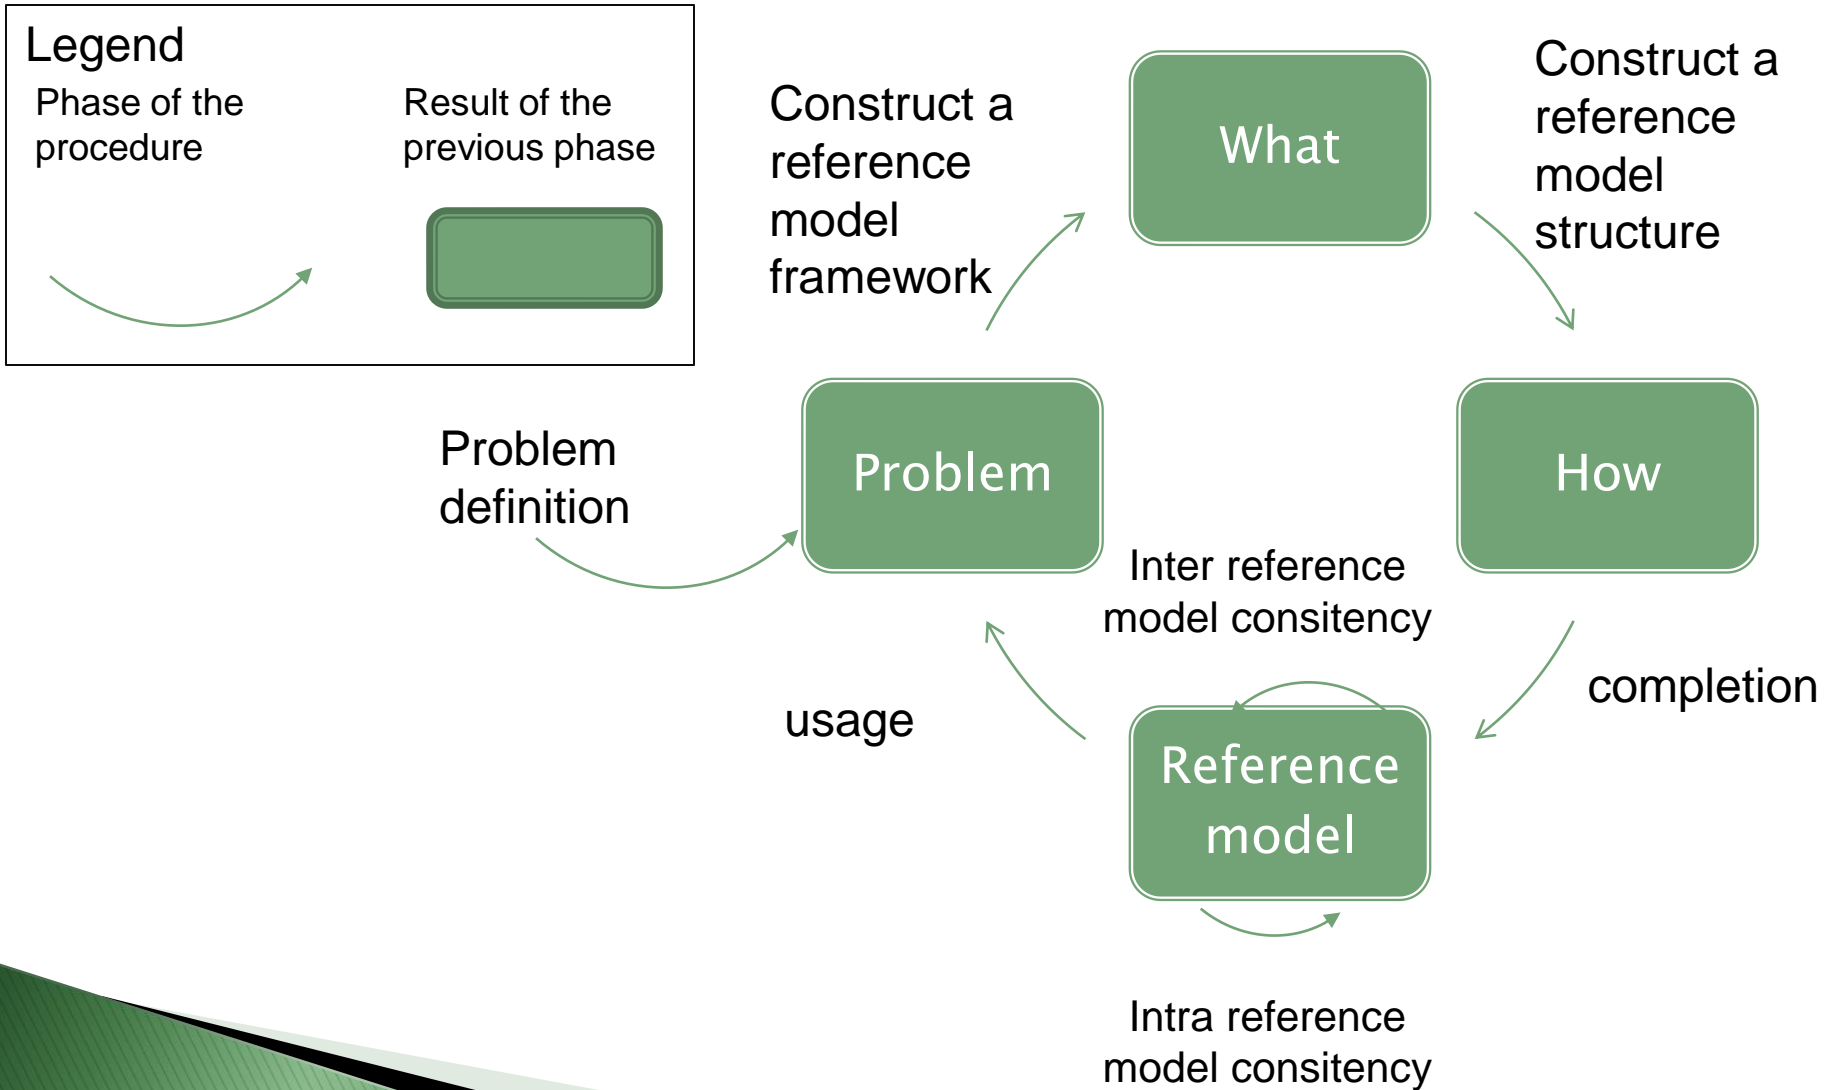 Legend
Phase of the
procedure
Result of the
previous phase
Construct a
reference
model
framework
What
Construct a
reference
model
structure
Problem
definition
Problem
How
Inter reference
model consitency
usage
completion
Reference
model
Intra reference
model consitency